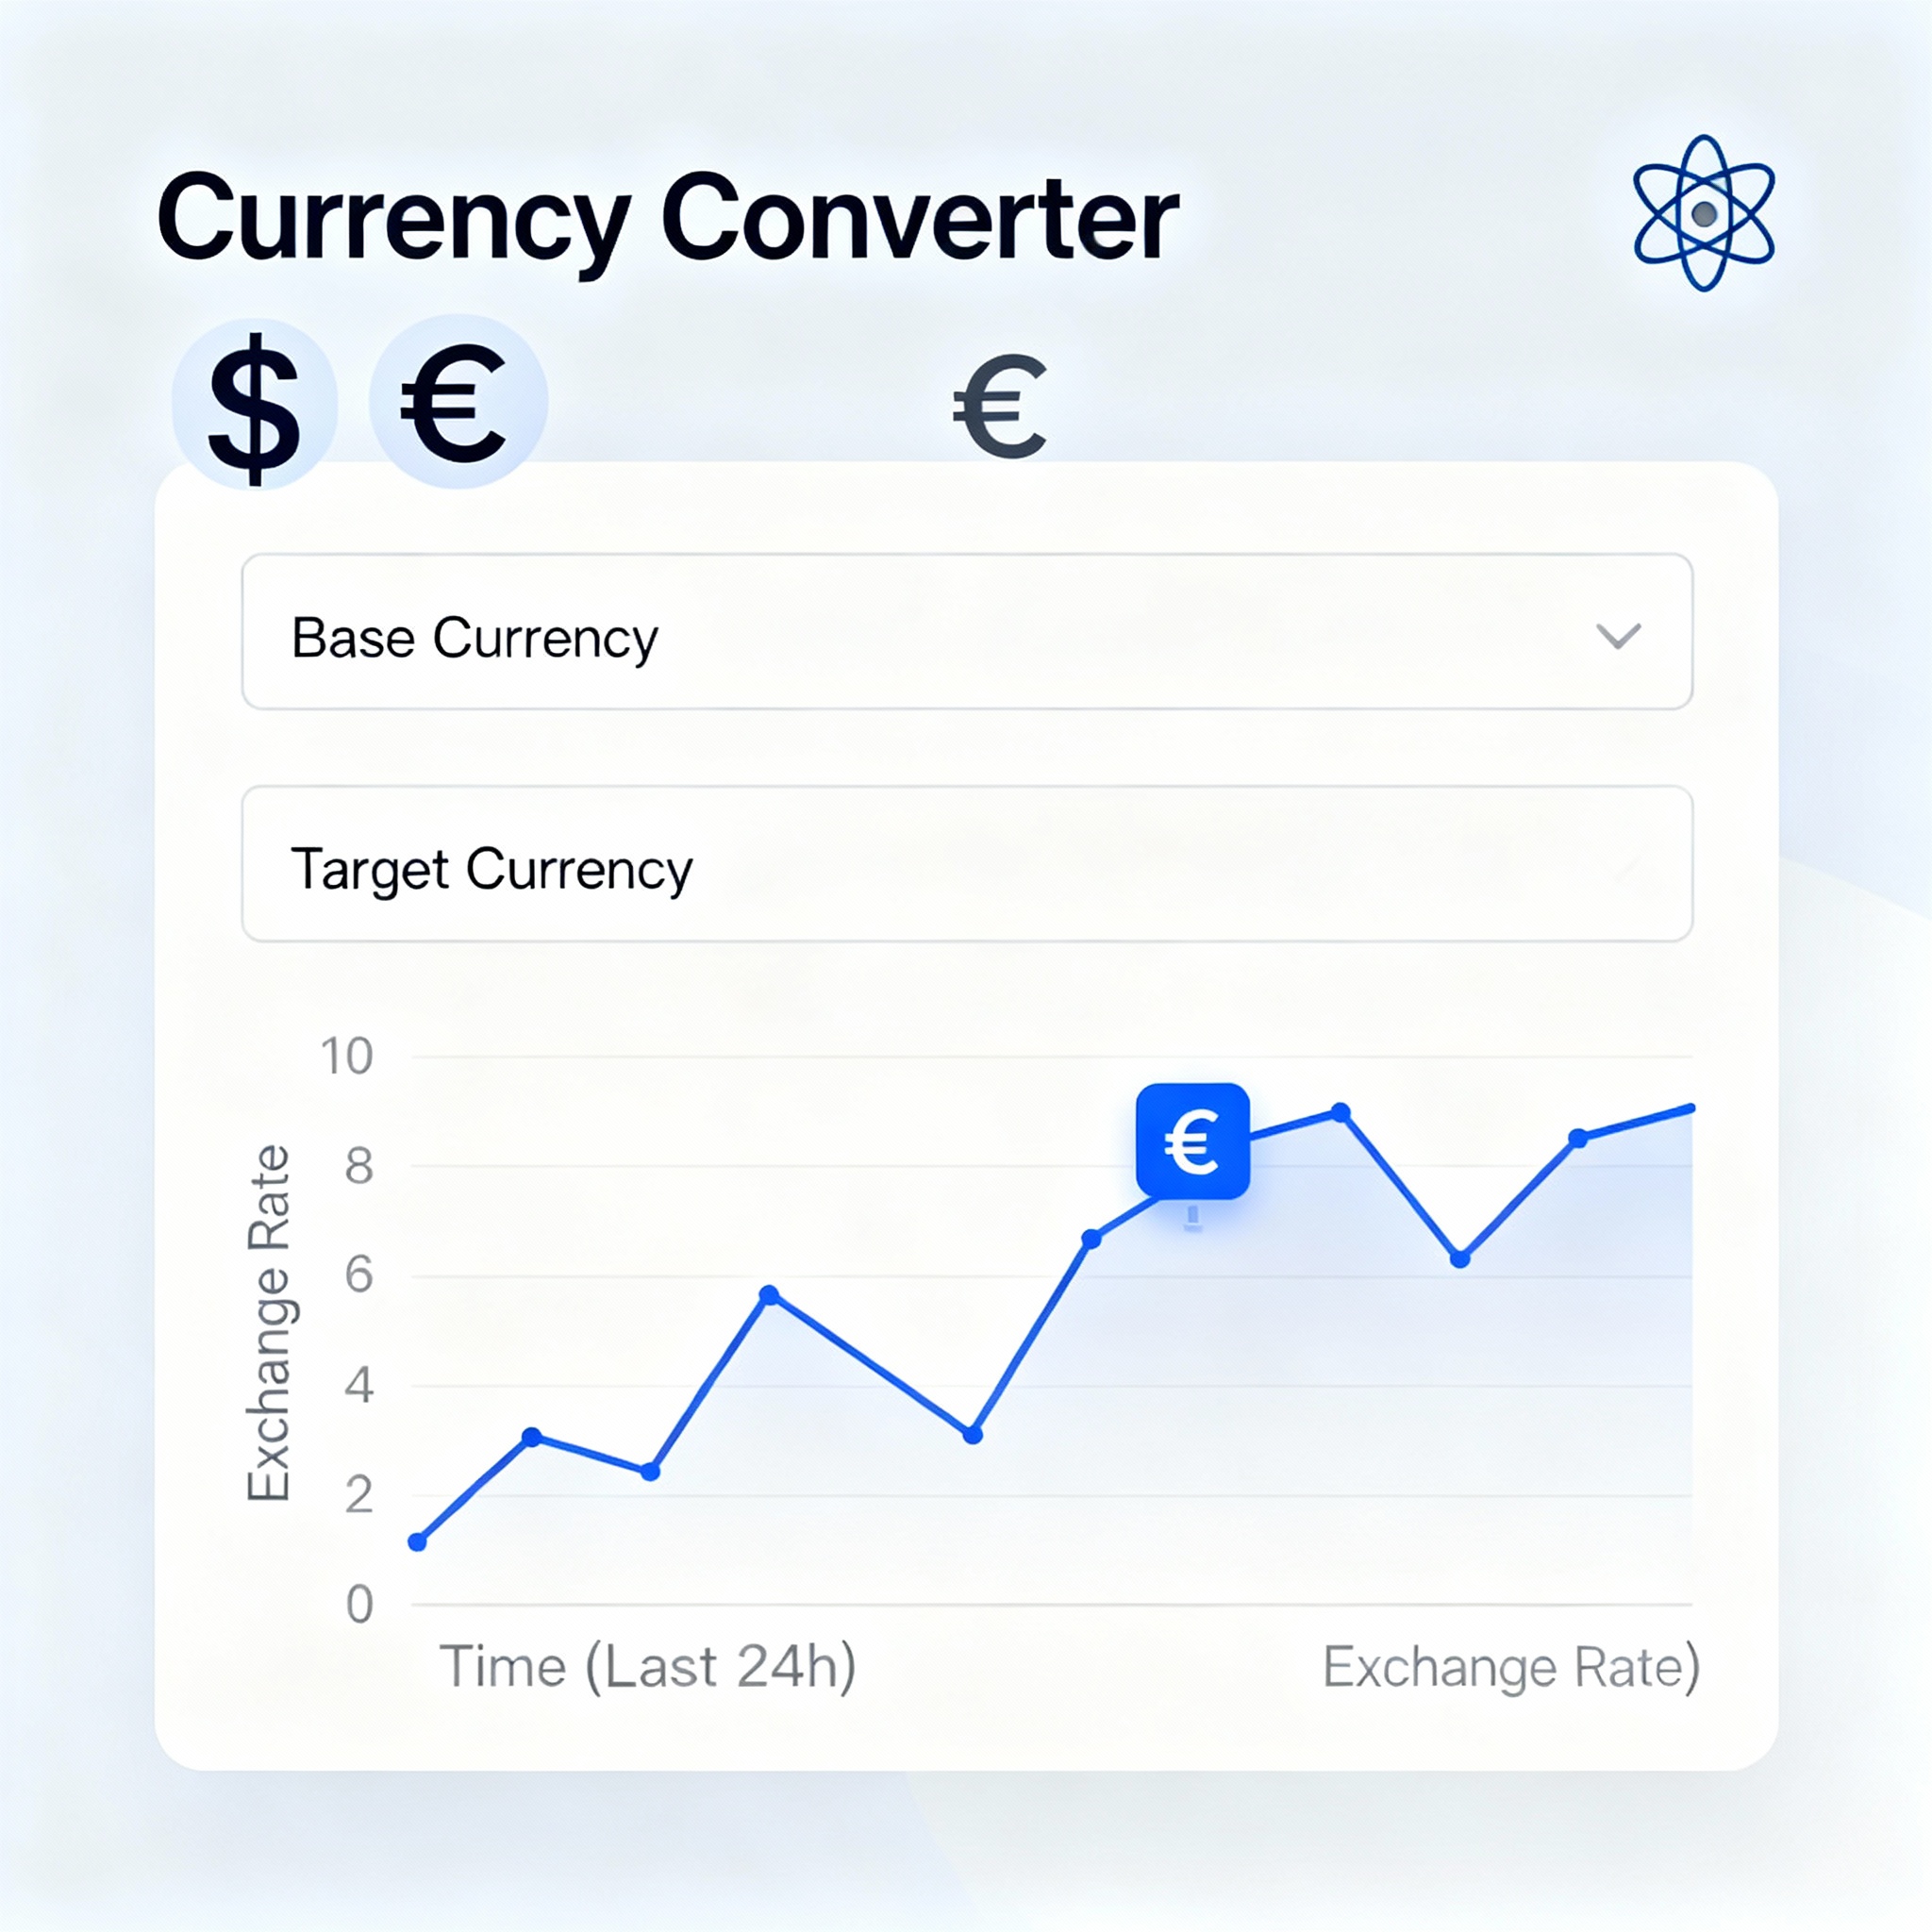 Currency Converter
$ € €
Base Currency
Target Currency
10
€
8
6
4
2
0
Exchange Rate
Time (Last 24h)
Exchange Rate)